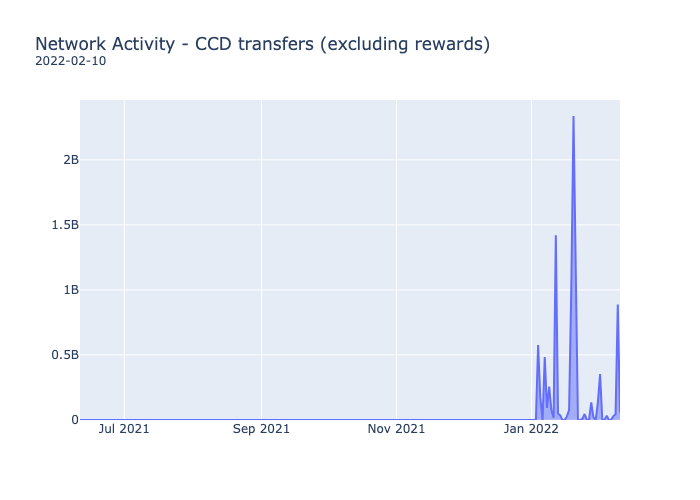 Network Activity - CCD transfers (excluding rewards)
2022-02-10
2B
1.5B
1B
0.5B
0
Jul 2021
Sep 2021
Nov 2021
Jan 2022